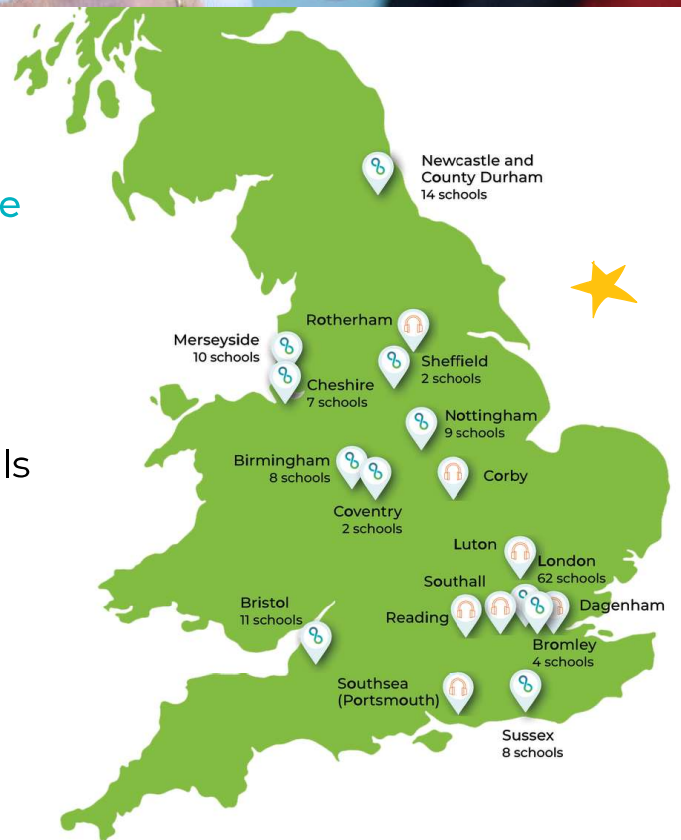 Newcastle and
County Durham
14 schools
e
Rotherham
Merseyside
10 schools
Sheffield
2 schools
Cheshire
7 schools
Nottingham
9 schools
ls
Birmingham
8 schools
Corby
Coventry
2 schools
Luton
London
62 schools
Southall
Bristol
11 schools
Reading
Dagenham
Bromley
4 schools
Southsea
(Portsmouth)
Sussex
8 schools